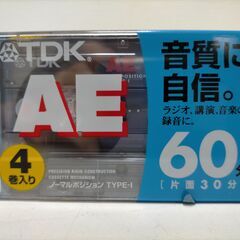 TDK
音質に
自信。
AE
ラジオ、講演、音楽の
録音に。
4
巻入り
60分
[片面30分
PRECISION RIGID CONSTRUCTION
CASSETTE MECHANISM
ノーマルポジション TYPE-I